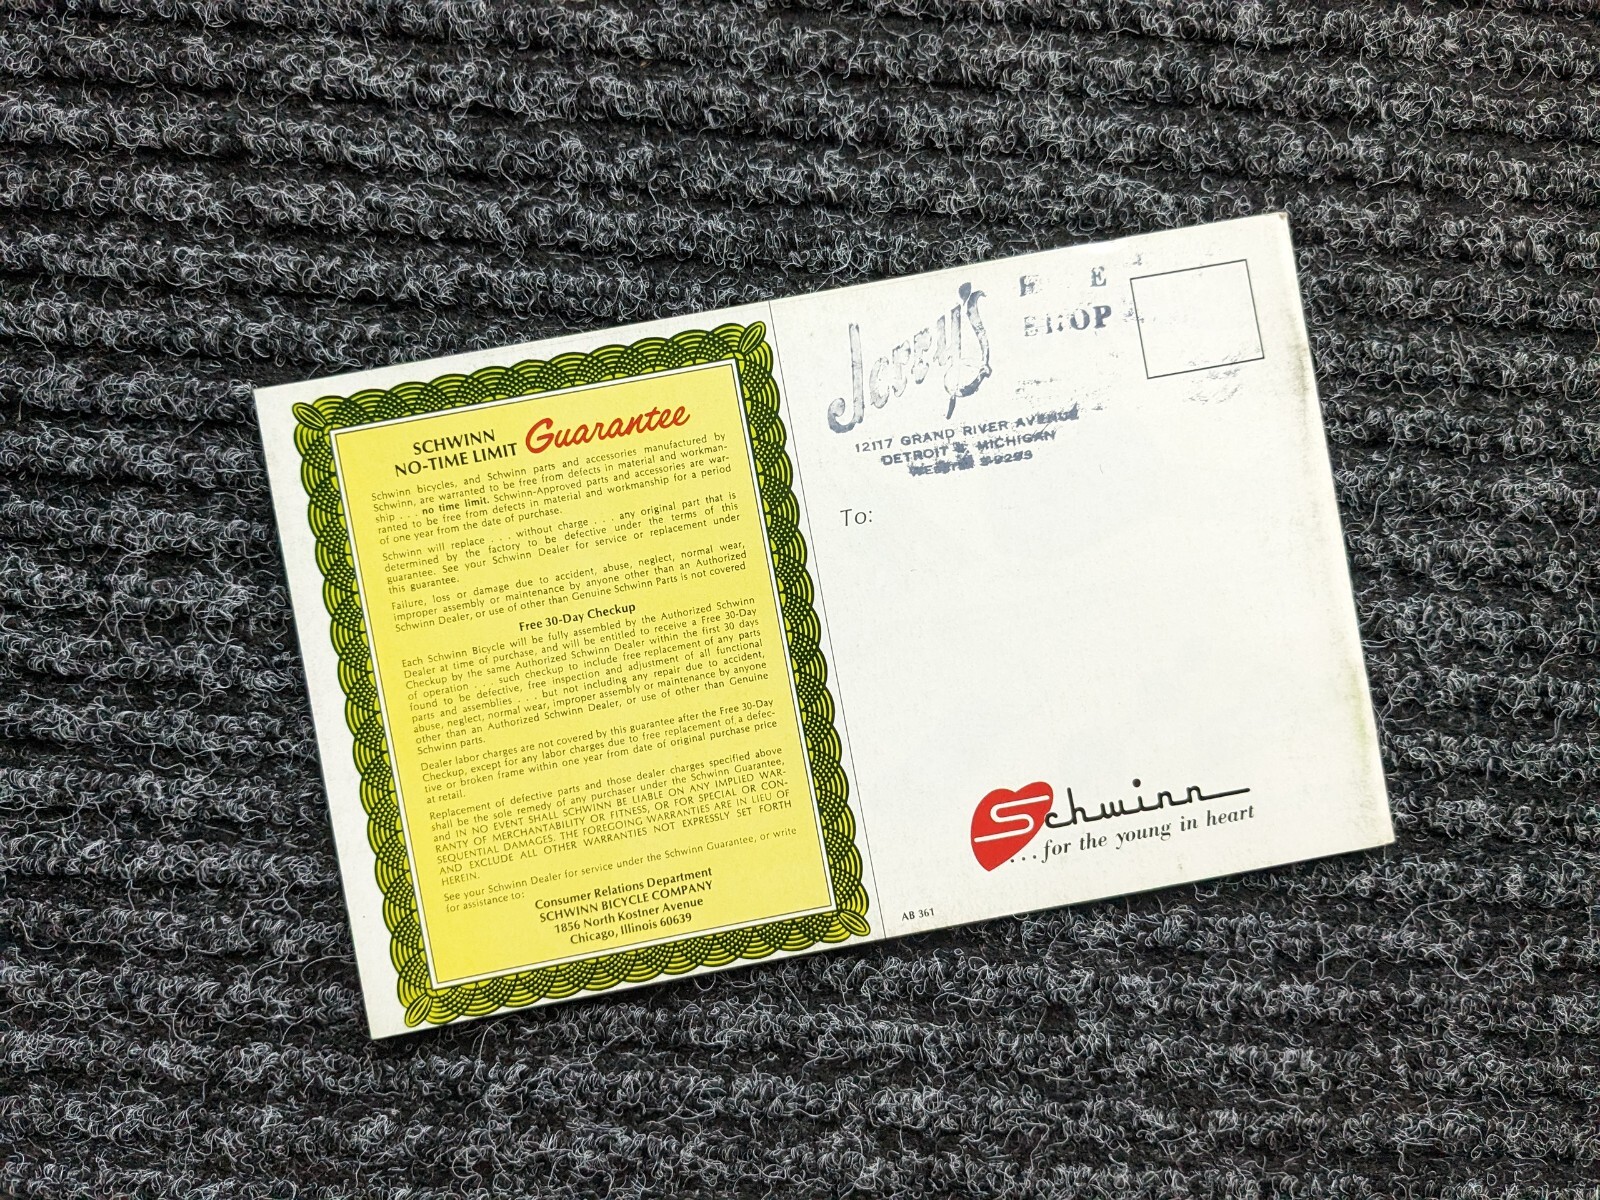 SCHWINN
NO-TIME LIMIT Guarantee
Schwinn bicycles, and Schwinn parts and accessories manufactured by
Schwinn, are warranted to be free from defects in material and workman-
ship . . . no time limit. Schwinn-Approved parts and accessories are war-
ranted to be free from defects in material and workmanship for a period
of one year from the date of purchase.
Schwinn will replace . . . without charge . . . any original part that is
determined by the factory to be defective under the terms of this
guarantee. See your Schwinn Dealer for service or replacement under
this guarantee.
Failure, loss or damage due to accident, abuse, neglect, normal wear,
improper assembly or maintenance by anyone other than an Authorized
Schwinn Dealer, or use of other than Genuine Schwinn Parts is not covered
Free 30-Day Checkup
Each Schwinn Bicycle will be fully assembled by the Authorized Schwinn
Dealer at time of purchase, and will be entitled to receive a Free 30-Day
Checkup by the same Authorized Schwinn Dealer within the first 30 days
of operation . . . such checkup to include free replacement of any parts
found to be defective, free inspection and adjustment of all functional
parts and assemblies . . . but not including any repair due to accident,
abuse, neglect, normal wear, improper assembly or maintenance by anyone
other than an Authorized Schwinn Dealer, or use of other than Genuine
Schwinn parts.
Dealer labor charges are not covered by this guarantee after the Free 30-Day
Checkup, except for any labor charges due to free replacement of a defec-
tive or broken frame within one year from date of original purchase price
at retail.
Replacement of defective parts and those dealer charges specified above
shall be the sole remedy of any purchaser under the Schwinn Guarantee,
and IN NO EVENT SHALL SCHWINN BE LIABLE ON ANY IMPLIED WAR-
RANTY OF MERCHANTABILITY OR FITNESS, OR FOR SPECIAL OR CON-
SEQUENTIAL DAMAGES. THE FOREGOING WARRANTIES ARE IN LIEU OF
AND EXCLUDE ALL OTHER WARRANTIES NOT EXPRESSLY SET FORTH
HEREIN.
See your Schwinn Dealer for service under the Schwinn Guarantee, or write
for assistance to:
Consumer Relations Department
SCHWINN BICYCLE COMPANY
1856 North Kostner Avenue
Chicago, Illinois 60639
Jerry's
SHOP
12117 GRAND RIVER AVENUE
DETROIT MICHIGAN
To:
Schwinn
...for the young in heart
AB 361